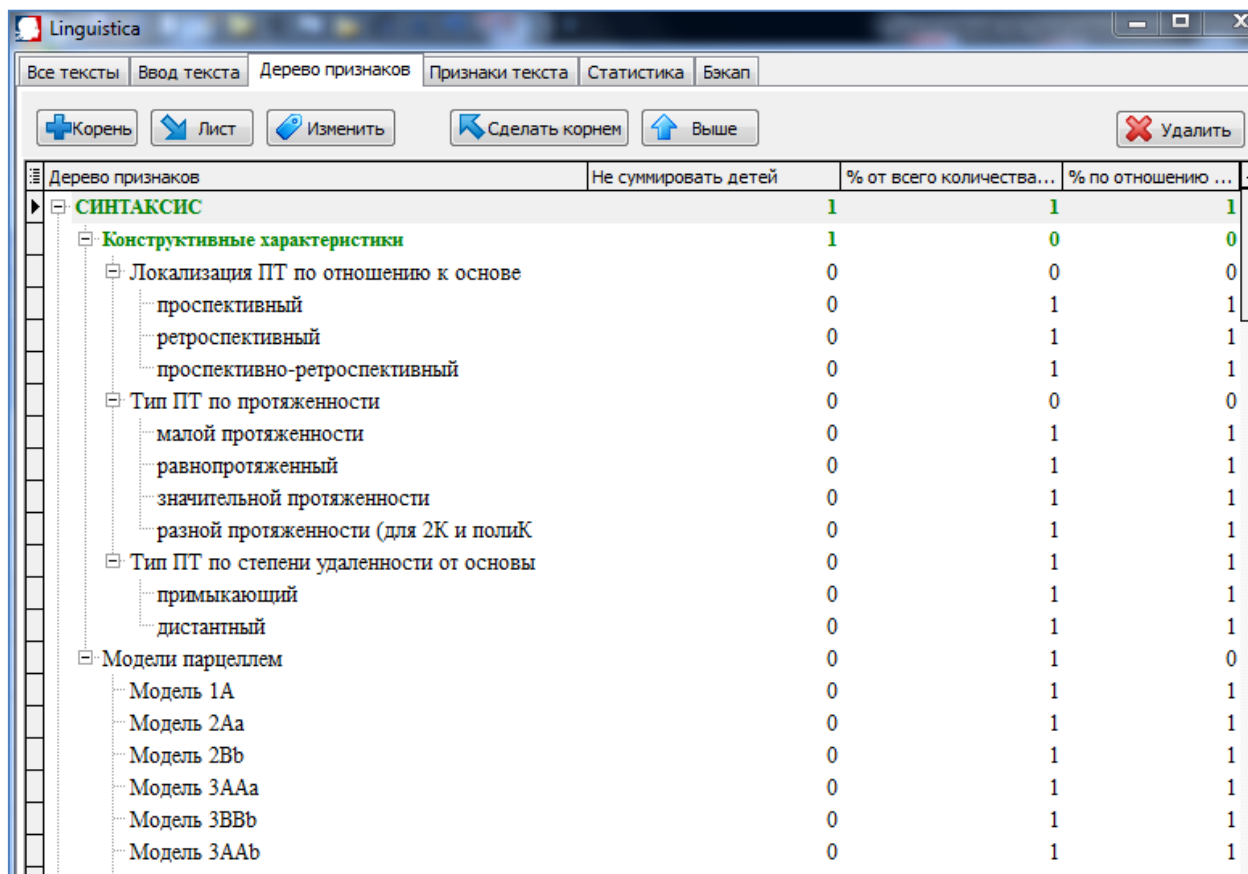 Linguistica
Все тексты Ввод текста Дерево признаков Признаки текста Статистика Бэкап
Корень Лист Изменить Сделать корнем Выше Удалить
Дерево признаков Не суммировать детей % от всего количества... % по отношению ...
СИНТАКСИС 1 1 1
Конструктивные характеристики 1 0 0
Локализация ПТ по отношению к основе 0 0 0
проспективный 0 1 1
ретроспективный 0 1 1
проспективно-ретроспективный 0 1 1
Тип ПТ по протяженности 0 0 0
малой протяженности 0 1 1
равнопротяженный 0 1 1
значительной протяженности 0 1 1
разной протяженности (для 2К и полиК 0 1 1
Тип ПТ по степени удаленности от основы 0 1 1
примыкающий 0 1 1
дистантный 0 1 1
Модели парцеллем 0 1 0
Модель 1А 0 1 1
Модель 2Аа 0 1 1
Модель 2Bb 0 1 1
Модель 3ААа 0 1 1
Модель 3BBb 0 1 1
Модель 3AAb 0 1 1